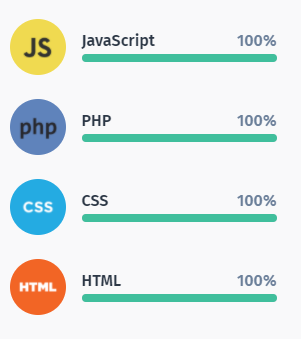 JS
JavaScript 100%
php
PHP 100%
CSS
CSS 100%
HTML
HTML 100%